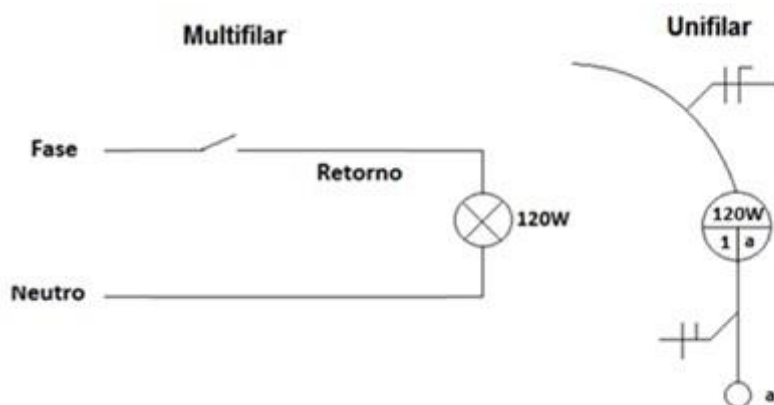 Multifilar
Unifilar
Fase
Retorno
120W
120W
1 a
Neutro
a